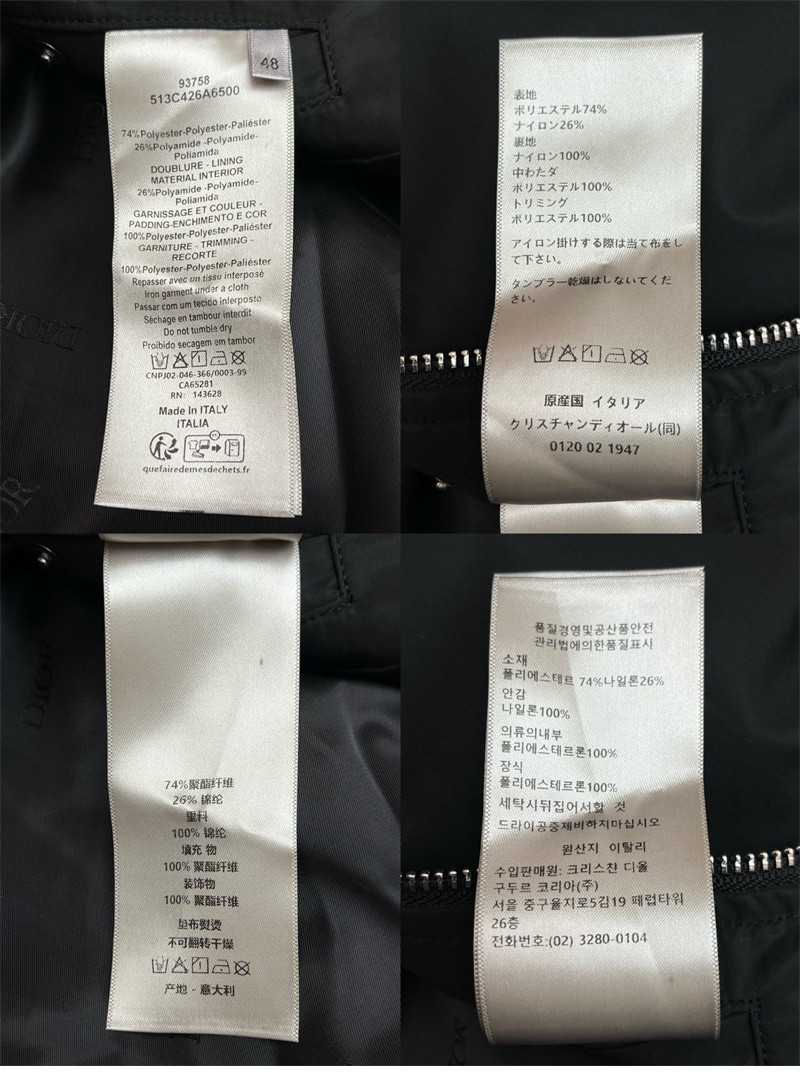 48
93758
513C426A6500
74%Polyester-Polyester-Paliéster
26%Polyamide -Polyamide-
Poliamida
DOUBLURE - LINING
MATERIAL INTERIOR
26%Polyamide -Polyamide-
Poliamida
GARNISSAGE ET COULEUR -
PADDING-ENCHIMENTO E COR
100%Polyester-Polyester-Paliéster
GARNITURE - TRIMMING -
RECORTE
100%Polyester-Polyester-Paliéster
Repasser avec un tissu interposé
Iron garment under a cloth
Passar com um tecido interposto
Séchage en tambour interdit
Do not tumble dry
Proibido secagem em tambor
CNPJ02-046-366/0003-99
CA65281
RN: 143628
Made In ITALY
ITALIA
quefairedemesdechets.fr
DIOR
表地
ポリエステル74%
ナイロン26%
裏地
ナイロン100%
中わたダ
ポリエステル100%
トリミング
ポリエステル100%
アイロン掛けする際は当て布をし
て下さい。
タンブラー乾燥はしないでくだ
さい。
原産国 イタリア
クリスチャンディオール(同)
0120 02 1947
74%聚酯纤维
26% 锦纶
里料
100% 锦纶
填充 物
100% 聚酯纤维
装饰物
100% 聚酯纤维
垫布熨烫
不可翻转干燥
产地 - 意大利
DIOR
품질경영및공산품안전
관리법에의한품질표시
소재
폴리에스테르 74%나일론26%
안감
나일론100%
의류의내부
폴리에스테르론100%
장식
폴리에스테르론100%
세탁시뒤집어서할 것
드라이공중제비하지마십시오
원산지 이탈리
수입판매원: 크리스챤 디올
구두르 코리아(주)
서울 중구을지로5길19 페럼타워
26층
전화번호:(02) 3280-0104
DIOR